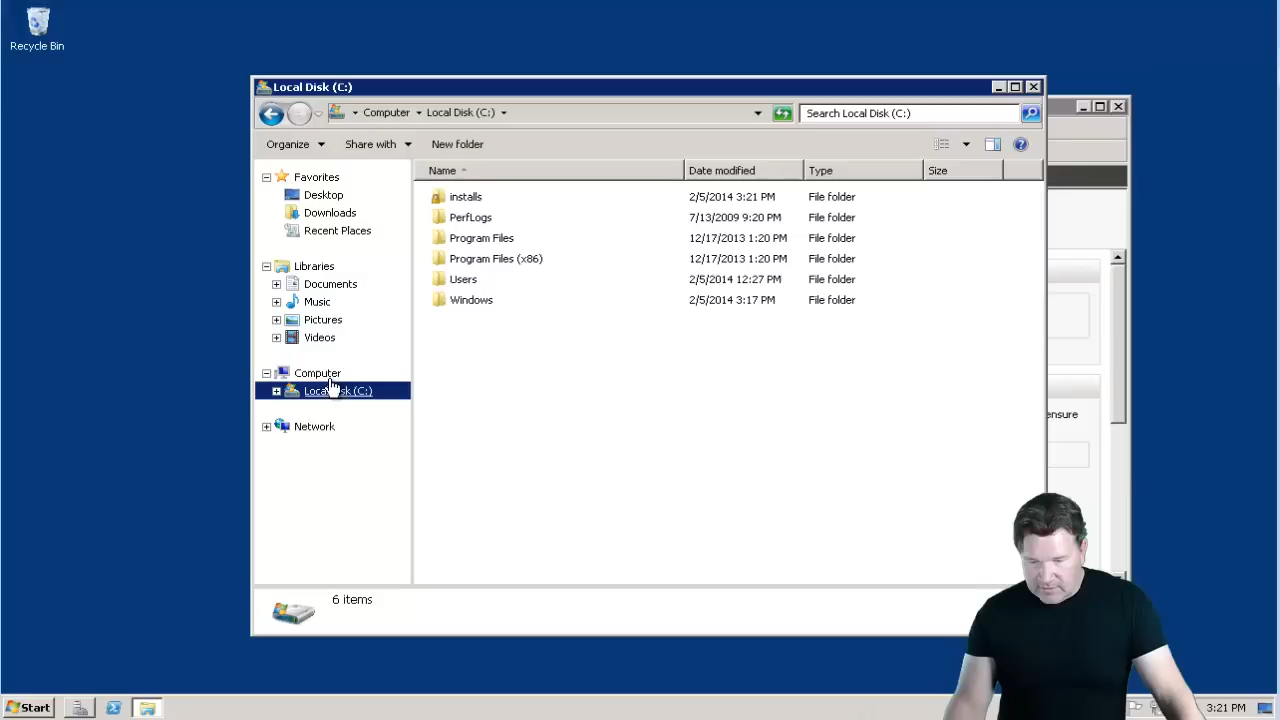 Recycle Bin
Local Disk (C:)
Computer
Local Disk (C:)
Search Local Disk (C:)
Organize
Share with
New folder
Name
Date modified
Type
Size
Favorites
Desktop
Downloads
Recent Places
Libraries
Documents
Music
Pictures
Videos
Computer
Network
installs 2/5/2014 3:21 PM File folder
PerfLogs 7/13/2009 9:20 PM File folder
Program Files 12/17/2013 1:20 PM File folder
Program Files (x86) 12/17/2013 1:20 PM File folder
Users 2/5/2014 12:27 PM File folder
Windows 2/5/2014 3:17 PM File folder
ensure
6 items
Start
3:21 PM